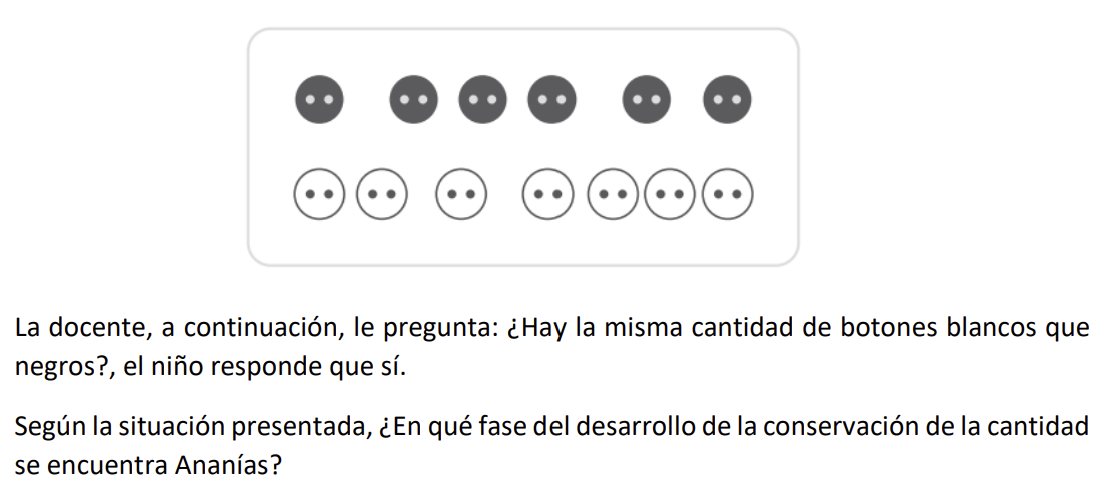 La docente, a continuación, le pregunta: ¿Hay la misma cantidad de botones blancos que
negros?, el niño responde que sí.
Según la situación presentada, ¿En qué fase del desarrollo de la conservación de la cantidad
se encuentra Ananías?